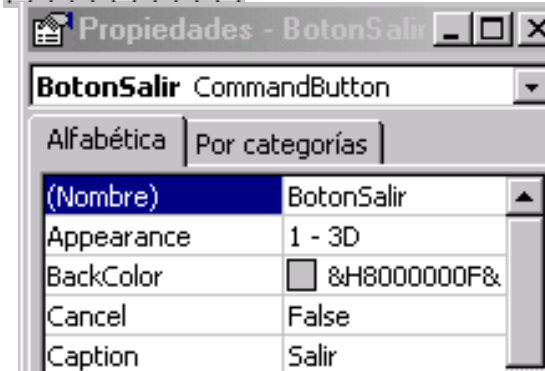 Propiedades - BotonSalir
BotonSalir CommandButton
Alfabética Por categorías
(Nombre) BotonSalir
Appearance 1 - 3D
BackColor &H8000000F&
Cancel False
Caption Salir